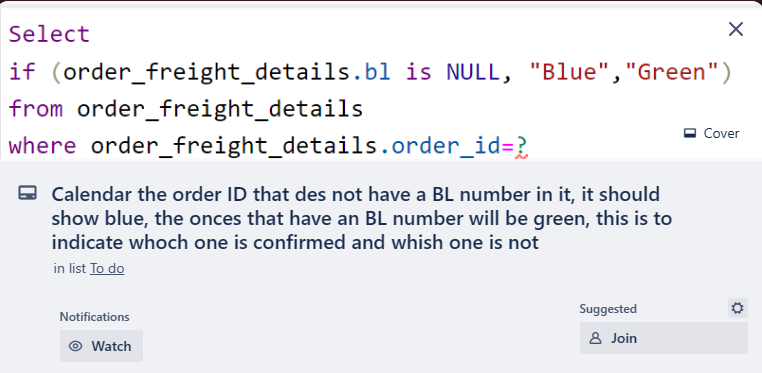 Select
if (order_freight_details.bl is NULL, "Blue","Green")
from order_freight_details
where order_freight_details.order_id=?
Cover
Calendar the order ID that des not have a BL number in it, it should
show blue, the onces that have an BL number will be green, this is to
indicate whoch one is confirmed and whish one is not
in list To do
Notifications
Watch
Suggested
Join